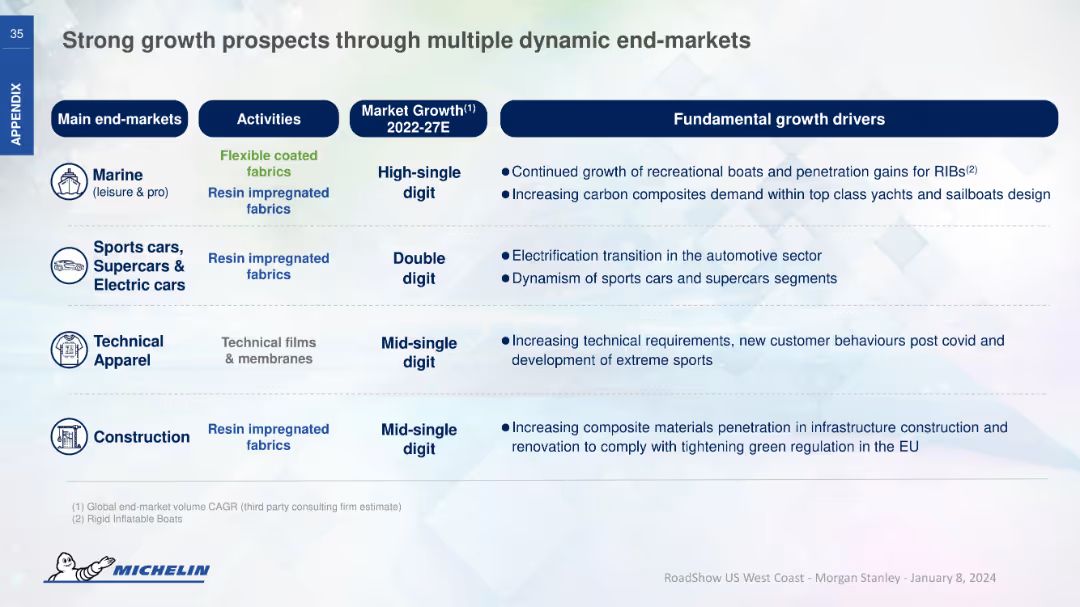 35
APPENDIX
Strong growth prospects through multiple dynamic end-markets
Main end-markets
Activities
Market Growth(1)
2022-27E
Fundamental growth drivers
Marine
(leisure & pro)
Flexible coated
fabrics
Resin impregnated
fabrics
High-single
digit
●Continued growth of recreational boats and penetration gains for RIBs(2)
●Increasing carbon composites demand within top class yachts and sailboats design
Sports cars,
Supercars &
Electric cars
Resin impregnated
fabrics
Double
digit
●Electrification transition in the automotive sector
●Dynamism of sports cars and supercars segments
Technical
Apparel
Technical films
& membranes
Mid-single
digit
●Increasing technical requirements, new customer behaviours post covid and
development of extreme sports
Construction
Resin impregnated
fabrics
Mid-single
digit
●Increasing composite materials penetration in infrastructure construction and
renovation to comply with tightening green regulation in the EU
(1) Global end-market volume CAGR (third party consulting firm estimate)
(2) Rigid Inflatable Boats
MICHELIN
RoadShow US West Coast - Morgan Stanley - January 8, 2024